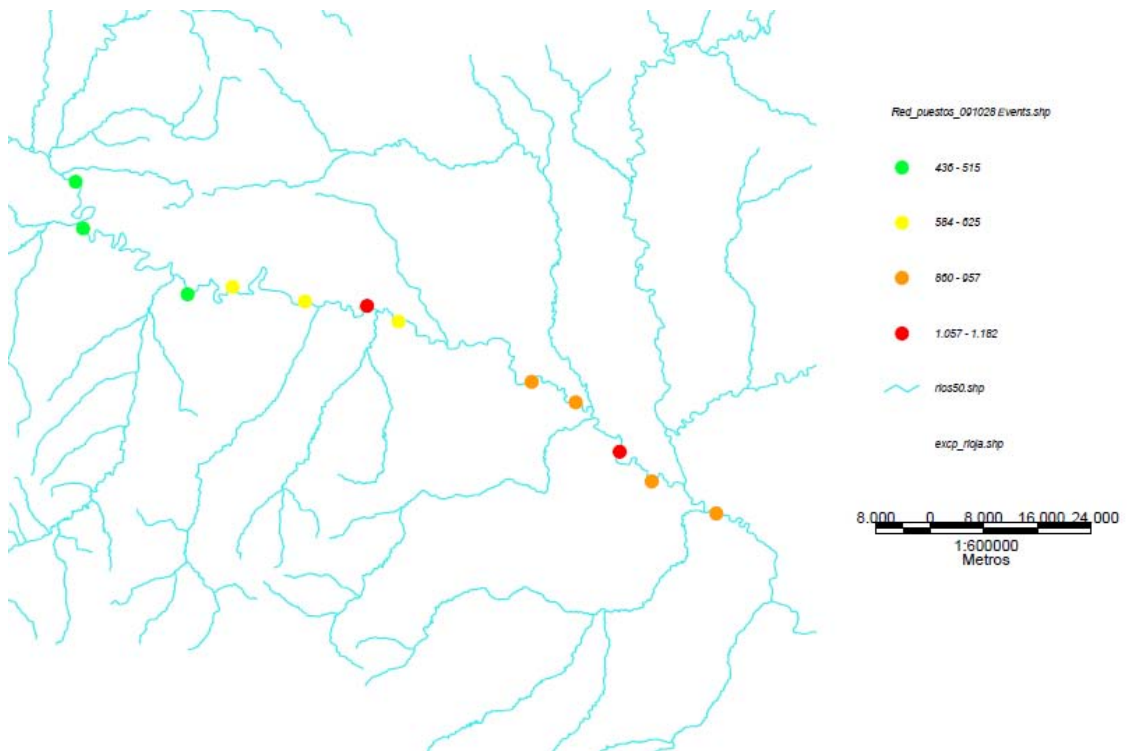 Red_puestos_091028 Events.shp
436 - 515
584 - 625
860 - 957
1.057 - 1.182
rios50.shp
excp_rioja.shp
8.000 0 8.000 16.000 24.000
1:600000
Metros